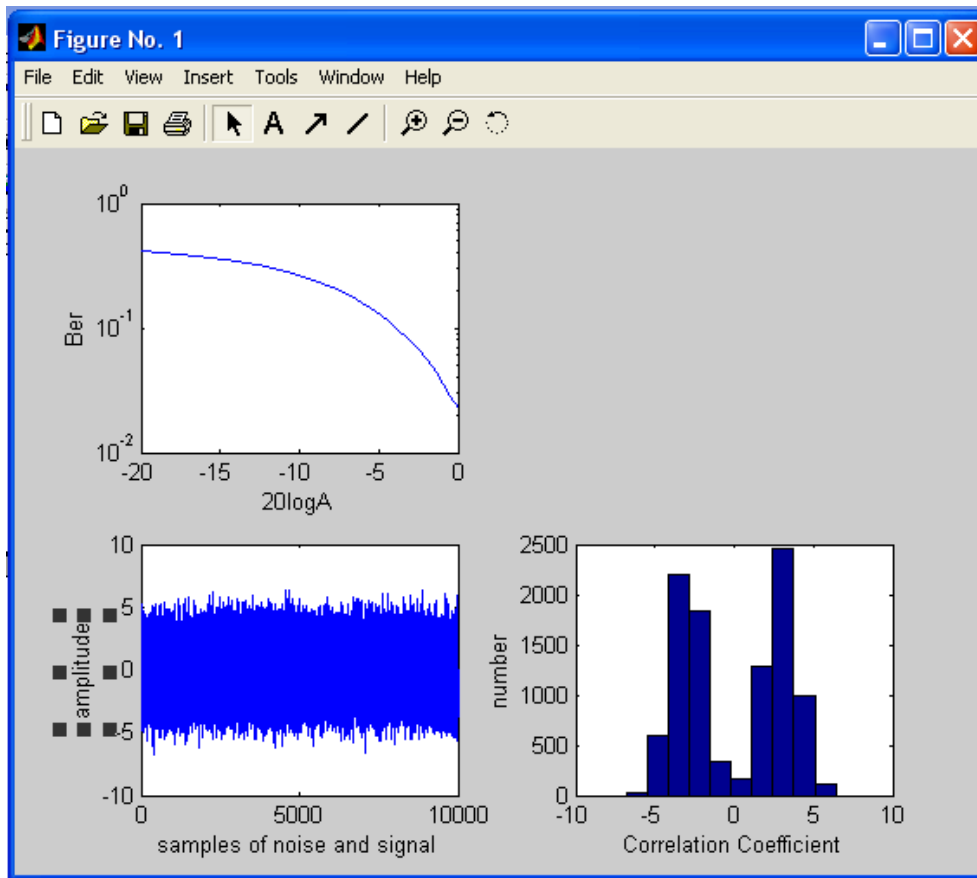 Figure No. 1
File Edit View Insert Tools Window Help
A
10^0
10^-1
10^-2
Ber
-20 -15 -10 -5 0
20logA
10
5
0
-5
-10
amplitude
0 5000 10000
samples of noise and signal
2500
2000
1500
1000
500
0
number
-10 -5 0 5 10
Correlation Coefficient